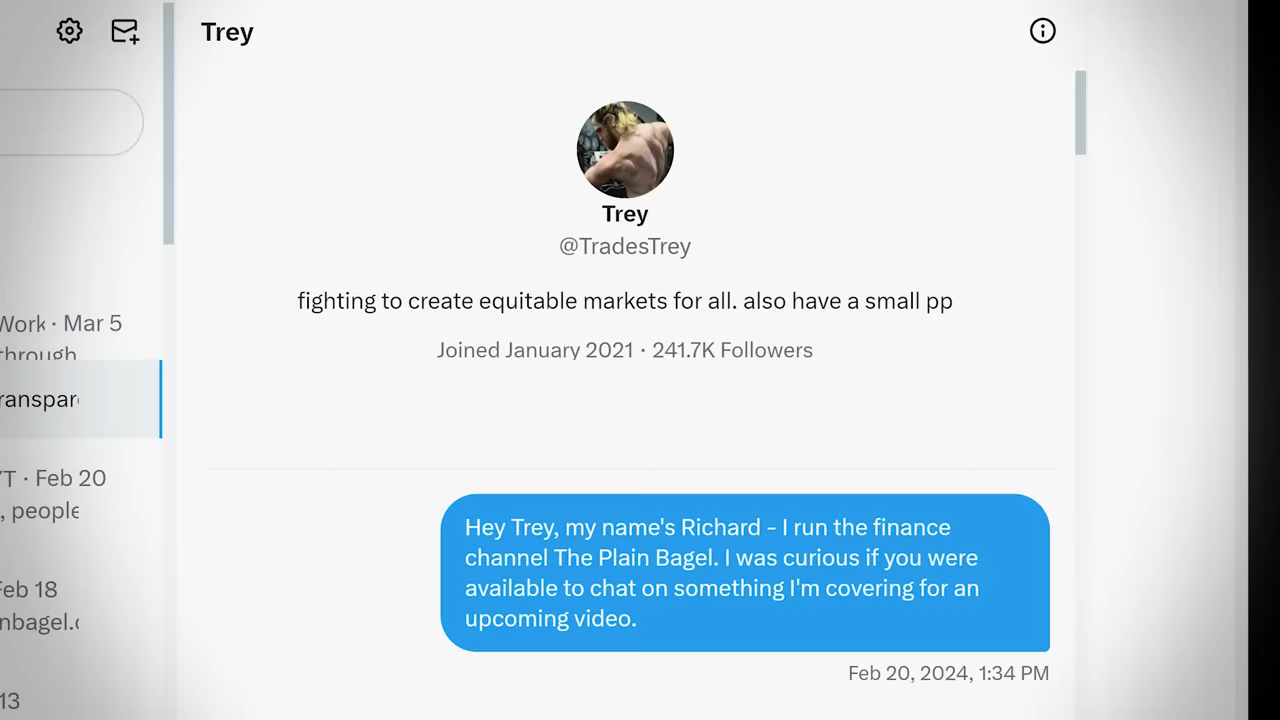 Trey
Trey
@TradesTrey
fighting to create equitable markets for all. also have a small pp
Joined January 2021 · 241.7K Followers
Work · Mar 5
through
ranspar
T · Feb 20
, people
Feb 18
nbagel.c
13
Hey Trey, my name's Richard – I run the finance
channel The Plain Bagel. I was curious if you were
available to chat on something I'm covering for an
upcoming video.
Feb 20, 2024, 1:34 PM